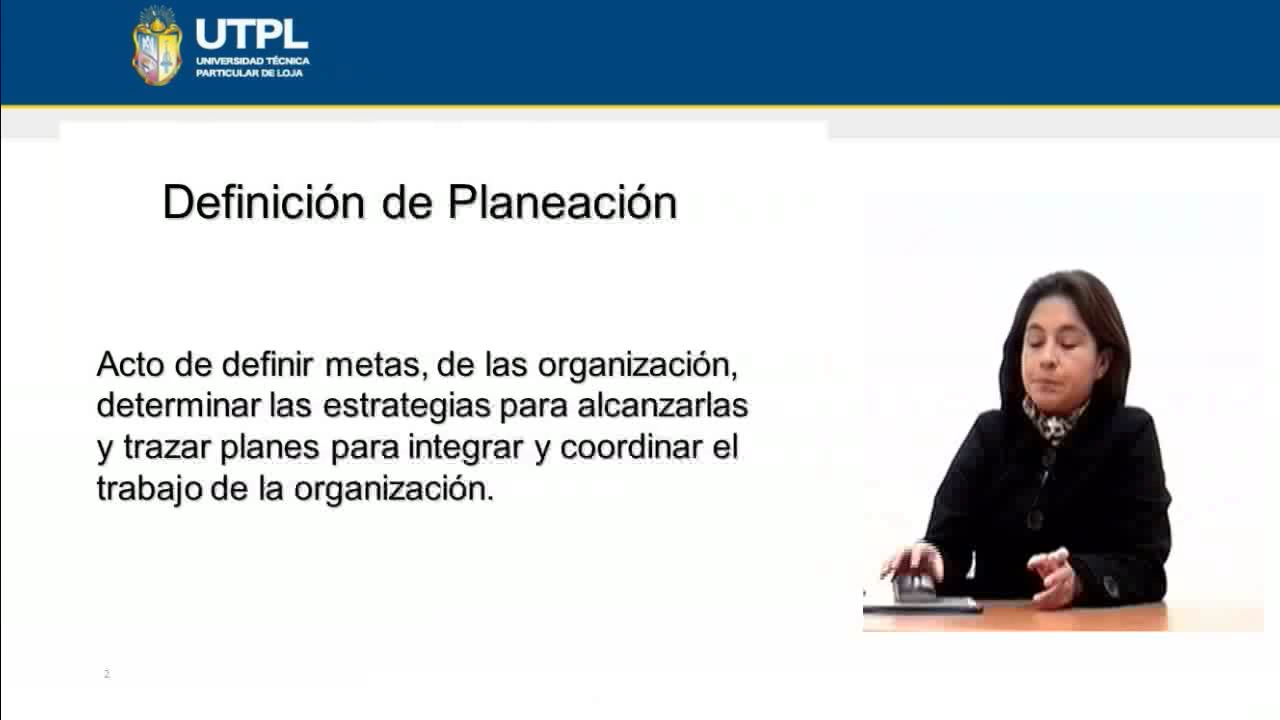 UTPL
UNIVERSIDAD TÉCNICA
PARTICULAR DE LOJA
Definición de Planeación
Acto de definir metas, de las organización,
determinar las estrategias para alcanzarlas
y trazar planes para integrar y coordinar el
trabajo de la organización.
2